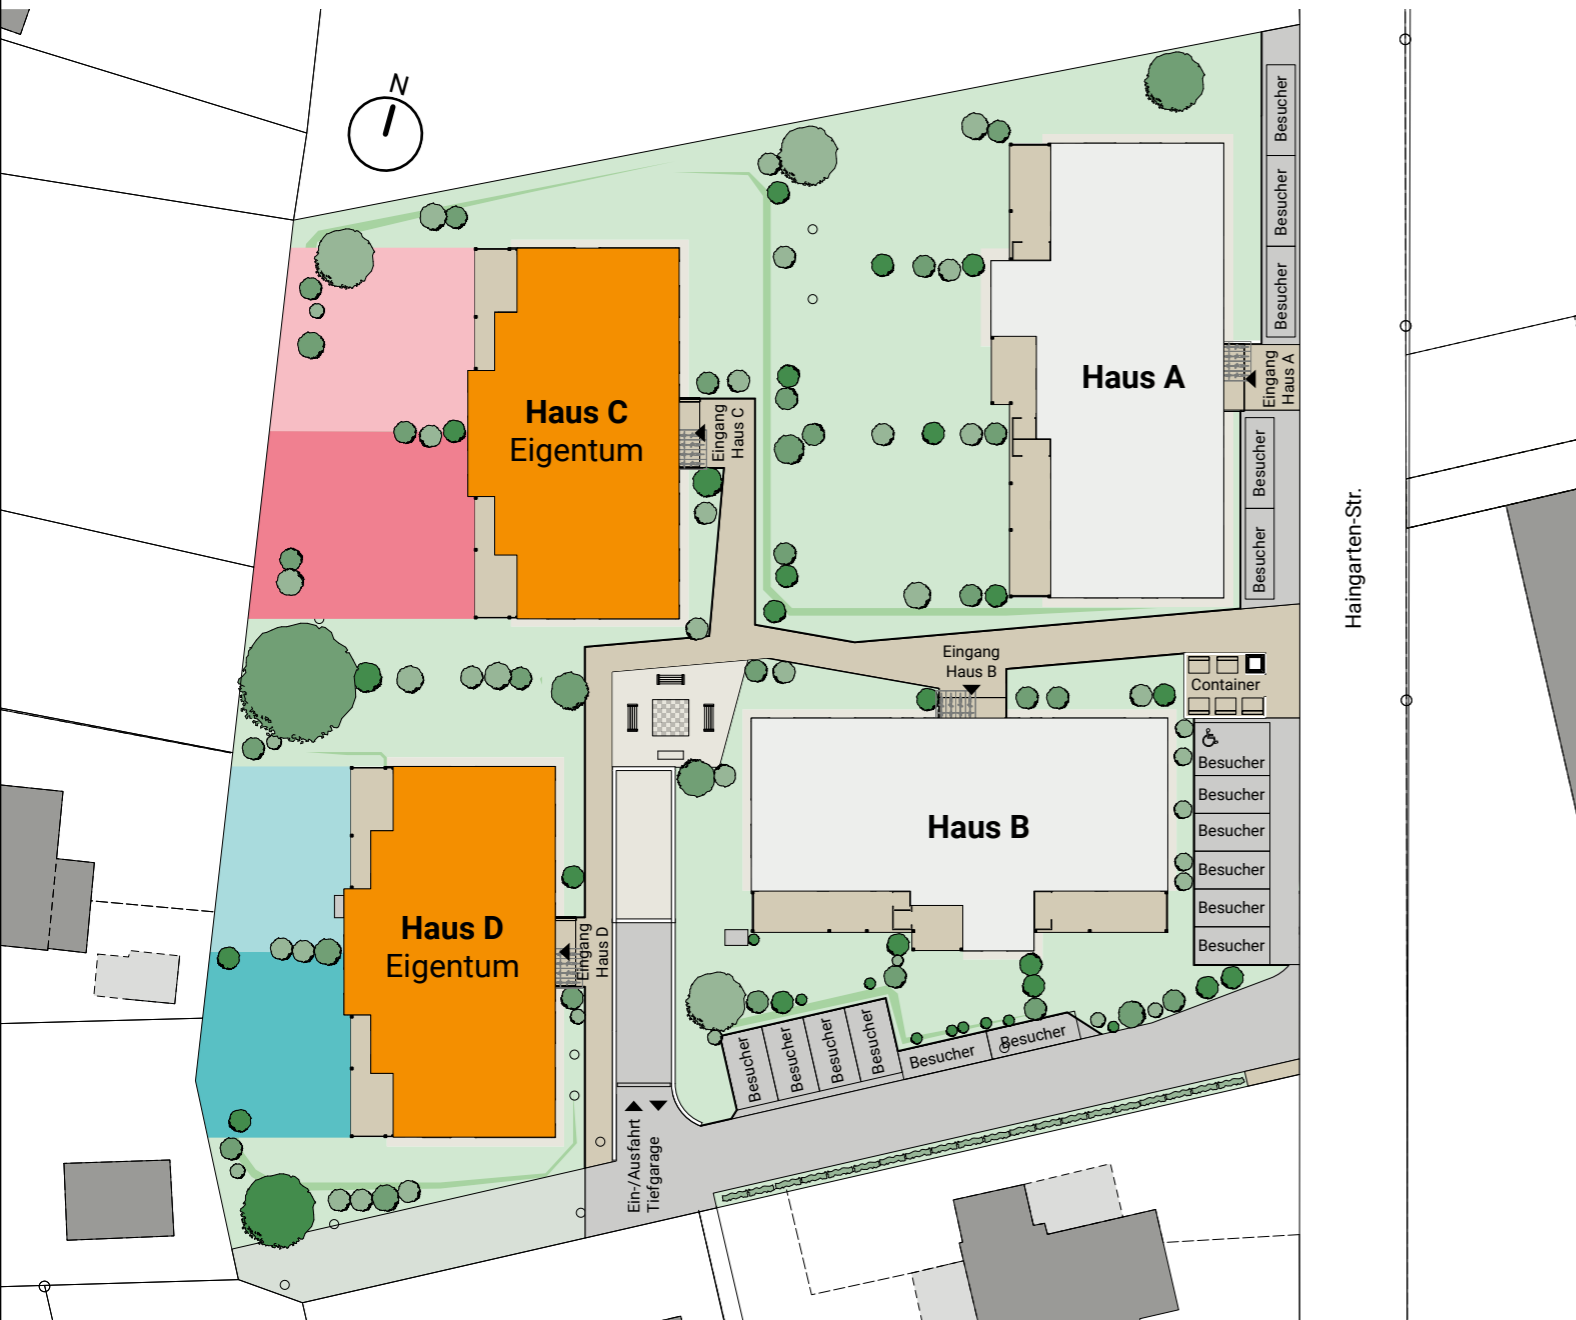 N
Besucher
Besucher
Besucher
Haus A
Eingang
Haus A
Haus C
Eigentum
Eingang
Haus C
Besucher
Besucher
Haingarten-Str.
Eingang
Haus B
Container
Besucher
Besucher
Besucher
Besucher
Besucher
Besucher
Haus B
Haus D
Eigentum
Eingang
Haus D
Besucher
Besucher
Besucher
Besucher
Besucher
Besucher
Ein-/Ausfahrt
Tiefgarage